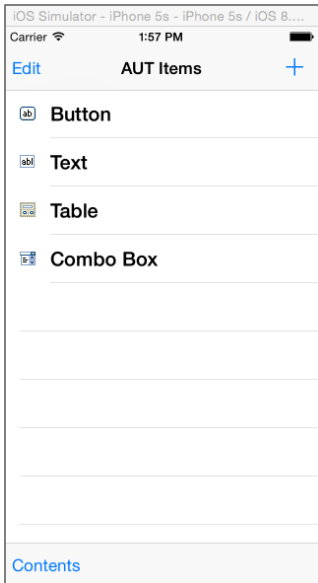 iOS Simulator - iPhone 5s - iPhone 5s / iOS 8....
Carrier 1:57 PM
Edit AUT Items +
ab Button
abl Text
Table
Combo Box
Contents